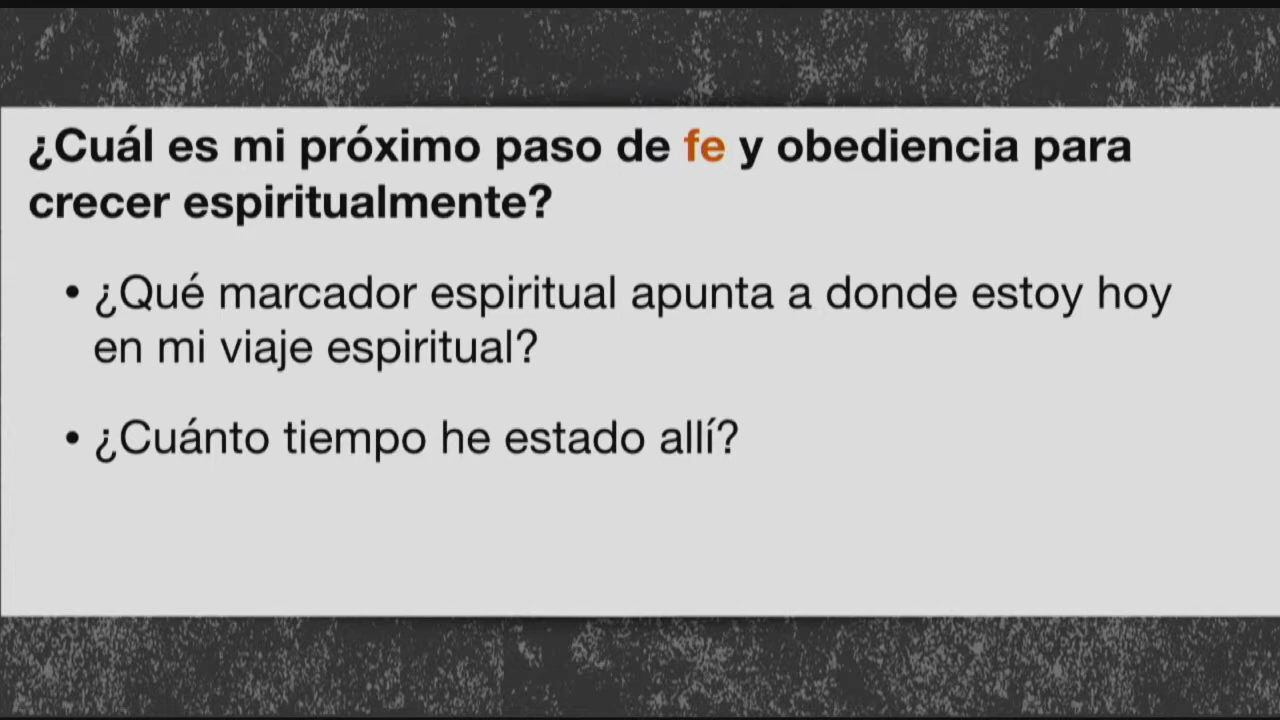 ¿Cuál es mi próximo paso de fe y obediencia para
crecer espiritualmente?
• ¿Qué marcador espiritual apunta a donde estoy hoy
en mi viaje espiritual?
• ¿Cuánto tiempo he estado allí?